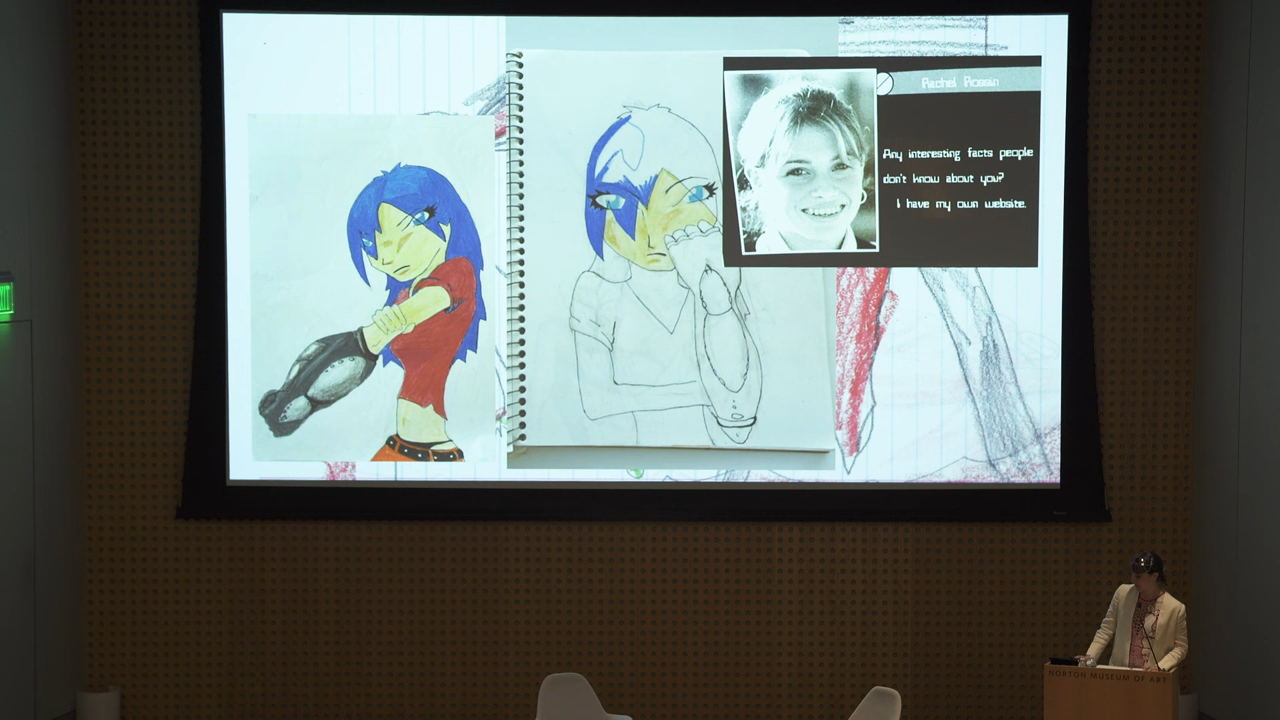 Rachel Rossin
Any interesting facts people
don't know about you?
I have my own website.
NORTON MUSEUM OF ART